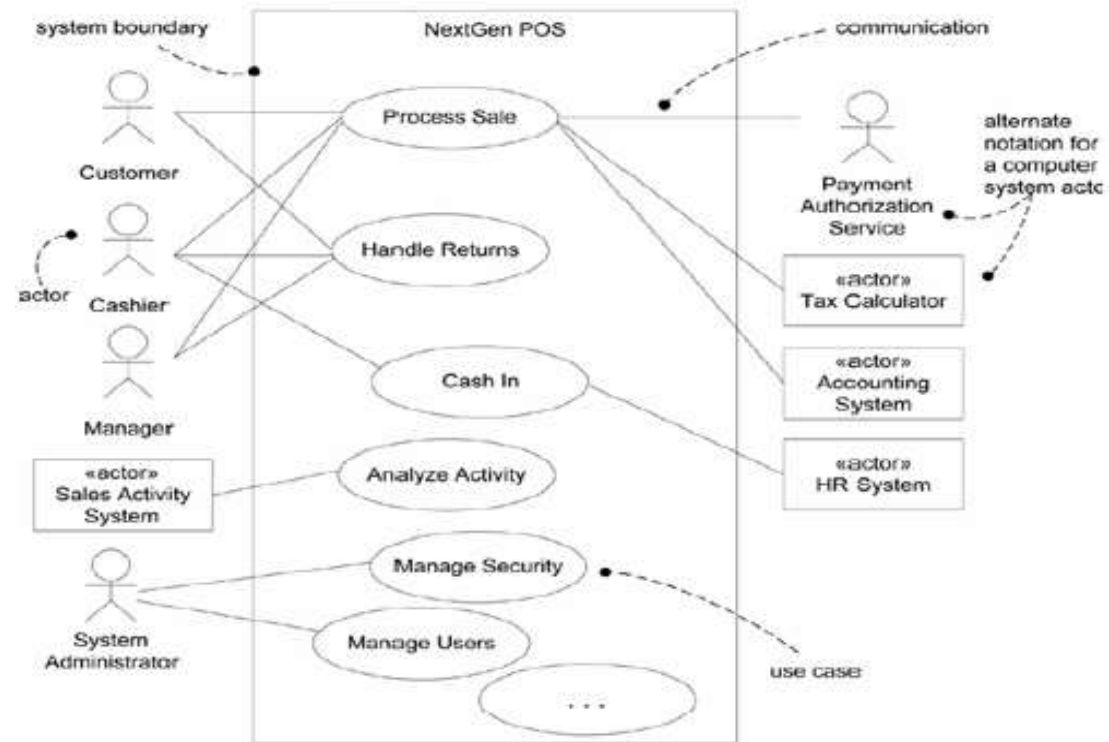 system boundary
NextGen POS
communication
Process Sale
Customer
alternate
notation for
a computer
system acto
Payment
Authorization
Service
Handle Returns
actor
Cashier
«actor»
Tax Calculator
Cash In
«actor»
Accounting
System
Manager
«actor»
Sales Activity
System
Analyze Activity
«actor»
HR System
Manage Security
System
Administrator
Manage Users
use case
. . .